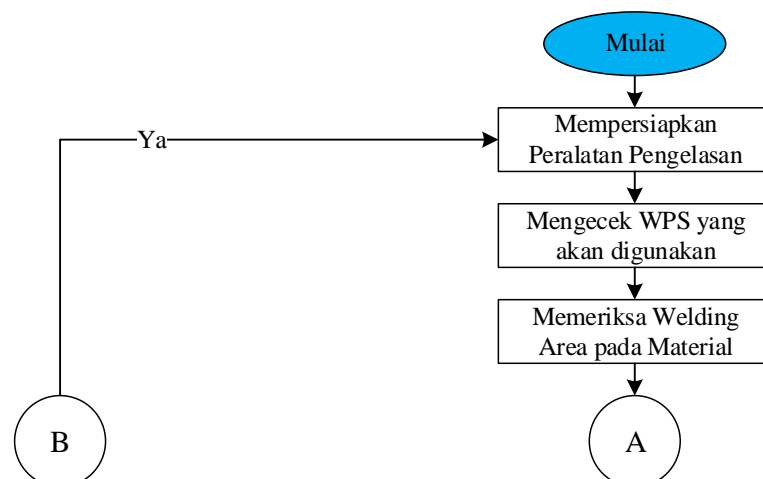 Mulai
Ya
Mempersiapkan
Peralatan Pengelasan
Mengecek WPS yang
akan digunakan
Memeriksa Welding
Area pada Material
B
A